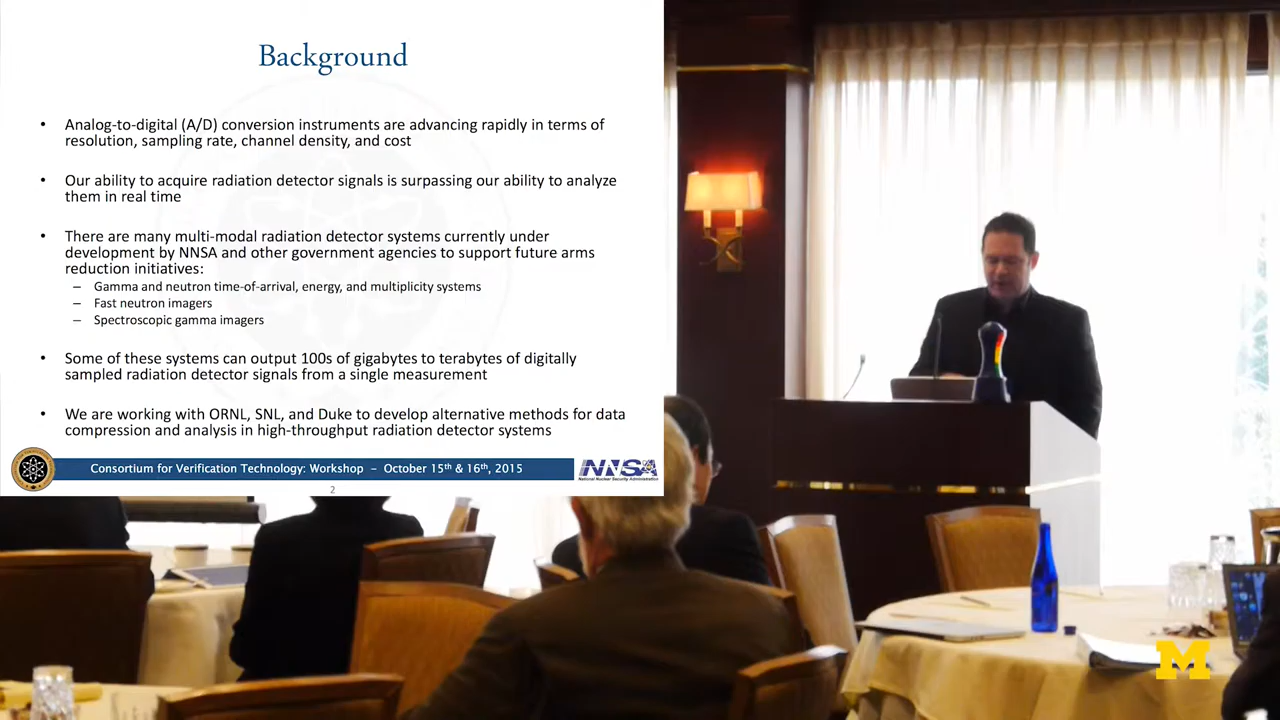 Background
• Analog-to-digital (A/D) conversion instruments are advancing rapidly in terms of
resolution, sampling rate, channel density, and cost
• Our ability to acquire radiation detector signals is surpassing our ability to analyze
them in real time
• There are many multi-modal radiation detector systems currently under
development by NNSA and other government agencies to support future arms
reduction initiatives:
– Gamma and neutron time-of-arrival, energy, and multiplicity systems
– Fast neutron imagers
– Spectroscopic gamma imagers
• Some of these systems can output 100s of gigabytes to terabytes of digitally
sampled radiation detector signals from a single measurement
• We are working with ORNL, SNL, and Duke to develop alternative methods for data
compression and analysis in high-throughput radiation detector systems
Consortium for Verification Technology: Workshop – October 15th & 16th, 2015
NNSA
National Nuclear Security Administration
2
M